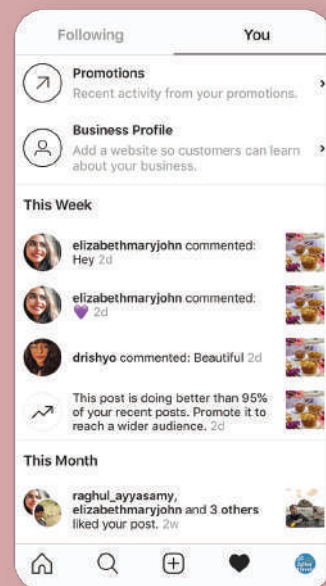 Following You
Promotions
Recent activity from your promotions.
Business Profile
Add a website so customers can learn
about your business.
This Week
elizabethmaryjohn commented:
Hey 2d
elizabethmaryjohn commented:
💜 2d
drishyo commented: Beautiful 2d
This post is doing better than 95%
of your recent posts. Promote it to
reach a wider audience. 2d
This Month
raghul_ayyasamy,
elizabethmaryjohn and 3 others
liked your post. 2w